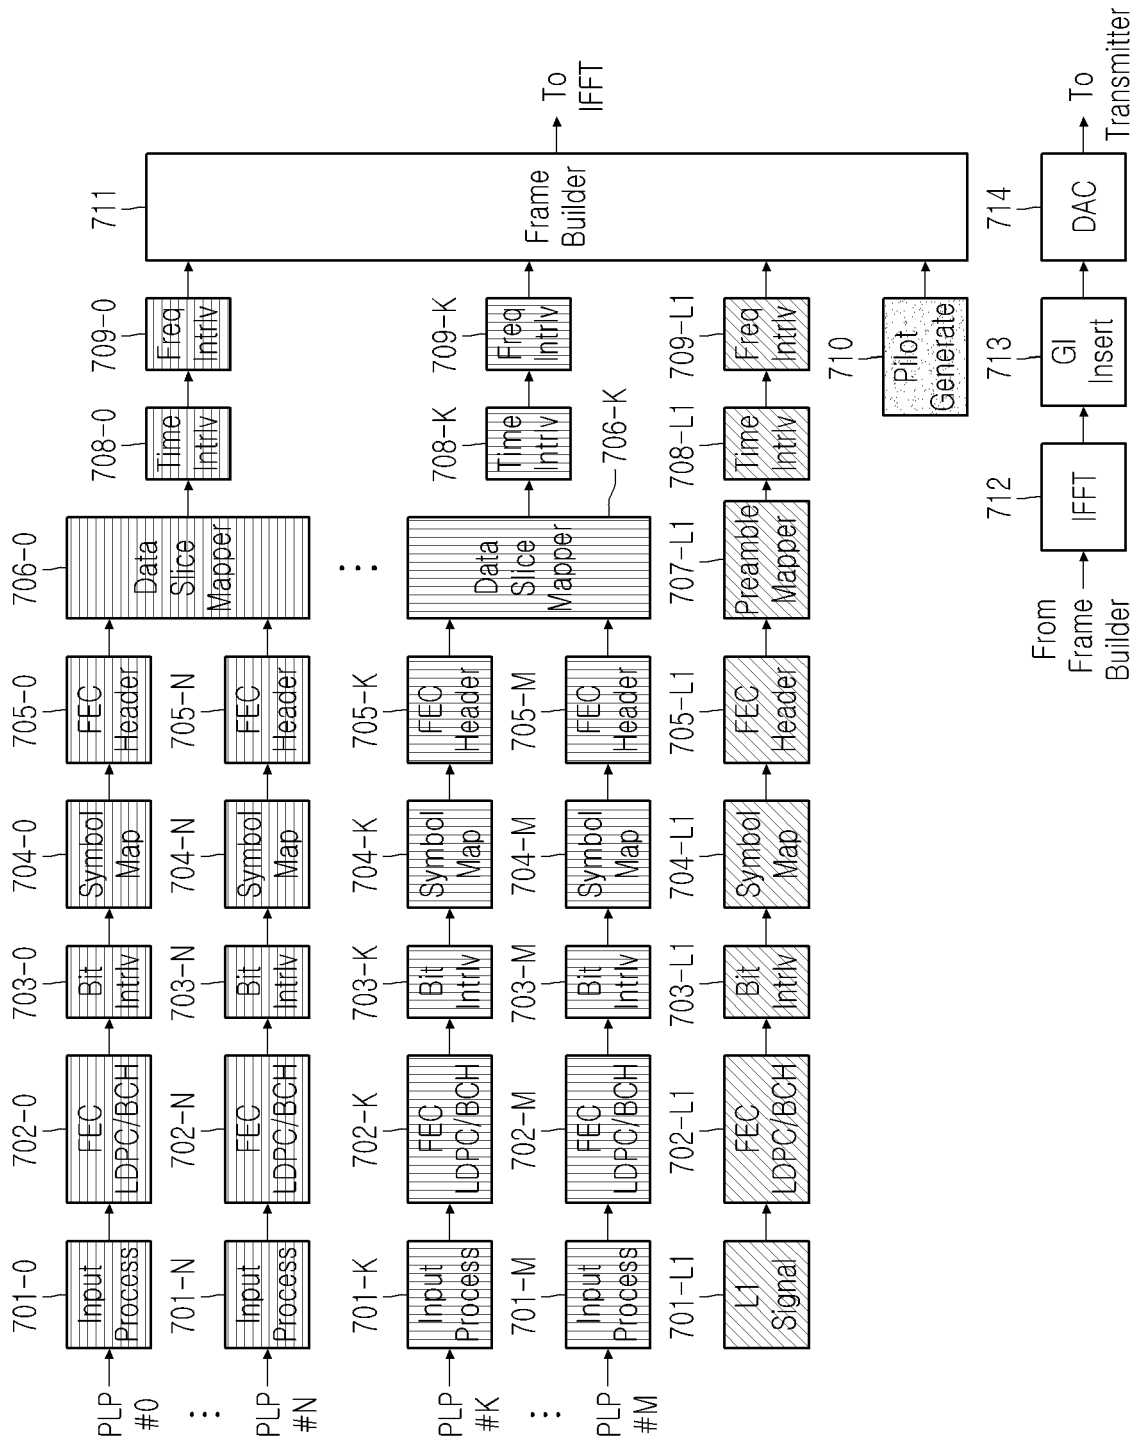 PLP
#0
701-0
Input
Process
702-0
FEC
LDPC/BCH
703-0
Bit
Intrlv
704-0
Symbol
Map
705-0
FEC
Header
706-0
Data
Slice
Mapper
708-0
Time
Intrlv
709-0
Freq
Intrlv
711
Frame
Builder
To
IFFT
...
PLP
#N
701-N
Input
Process
702-N
FEC
LDPC/BCH
703-N
Bit
Intrlv
704-N
Symbol
Map
705-N
FEC
Header
...
PLP
#K
701-K
Input
Process
702-K
FEC
LDPC/BCH
703-K
Bit
Intrlv
704-K
Symbol
Map
705-K
FEC
Header
Data
Slice
Mapper
706-K
708-K
Time
Intrlv
709-K
Freq
Intrlv
...
PLP
#M
701-M
Input
Process
702-M
FEC
LDPC/BCH
703-M
Bit
Intrlv
704-M
Symbol
Map
705-M
FEC
Header
701-L1
L1
Signal
702-L1
FEC
LDPC/BCH
703-L1
Bit
Intrlv
704-L1
Symbol
Map
705-L1
FEC
Header
707-L1
Preamble
Mapper
708-L1
Time
Intrlv
709-L1
Freq
Intrlv
710
Pilot
Generate
From
Frame
Builder
712
IFFT
713
GI
Insert
714
DAC
To
Transmitter